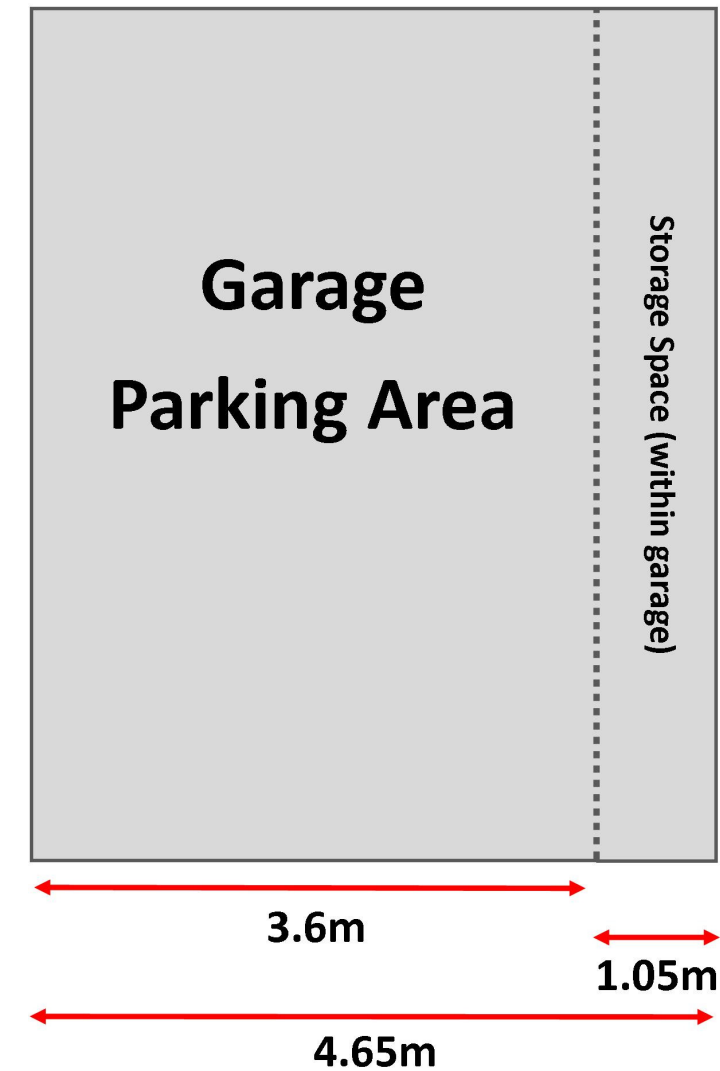 Garage
Parking Area
Storage Space (within garage)
3.6m
1.05m
4.65m